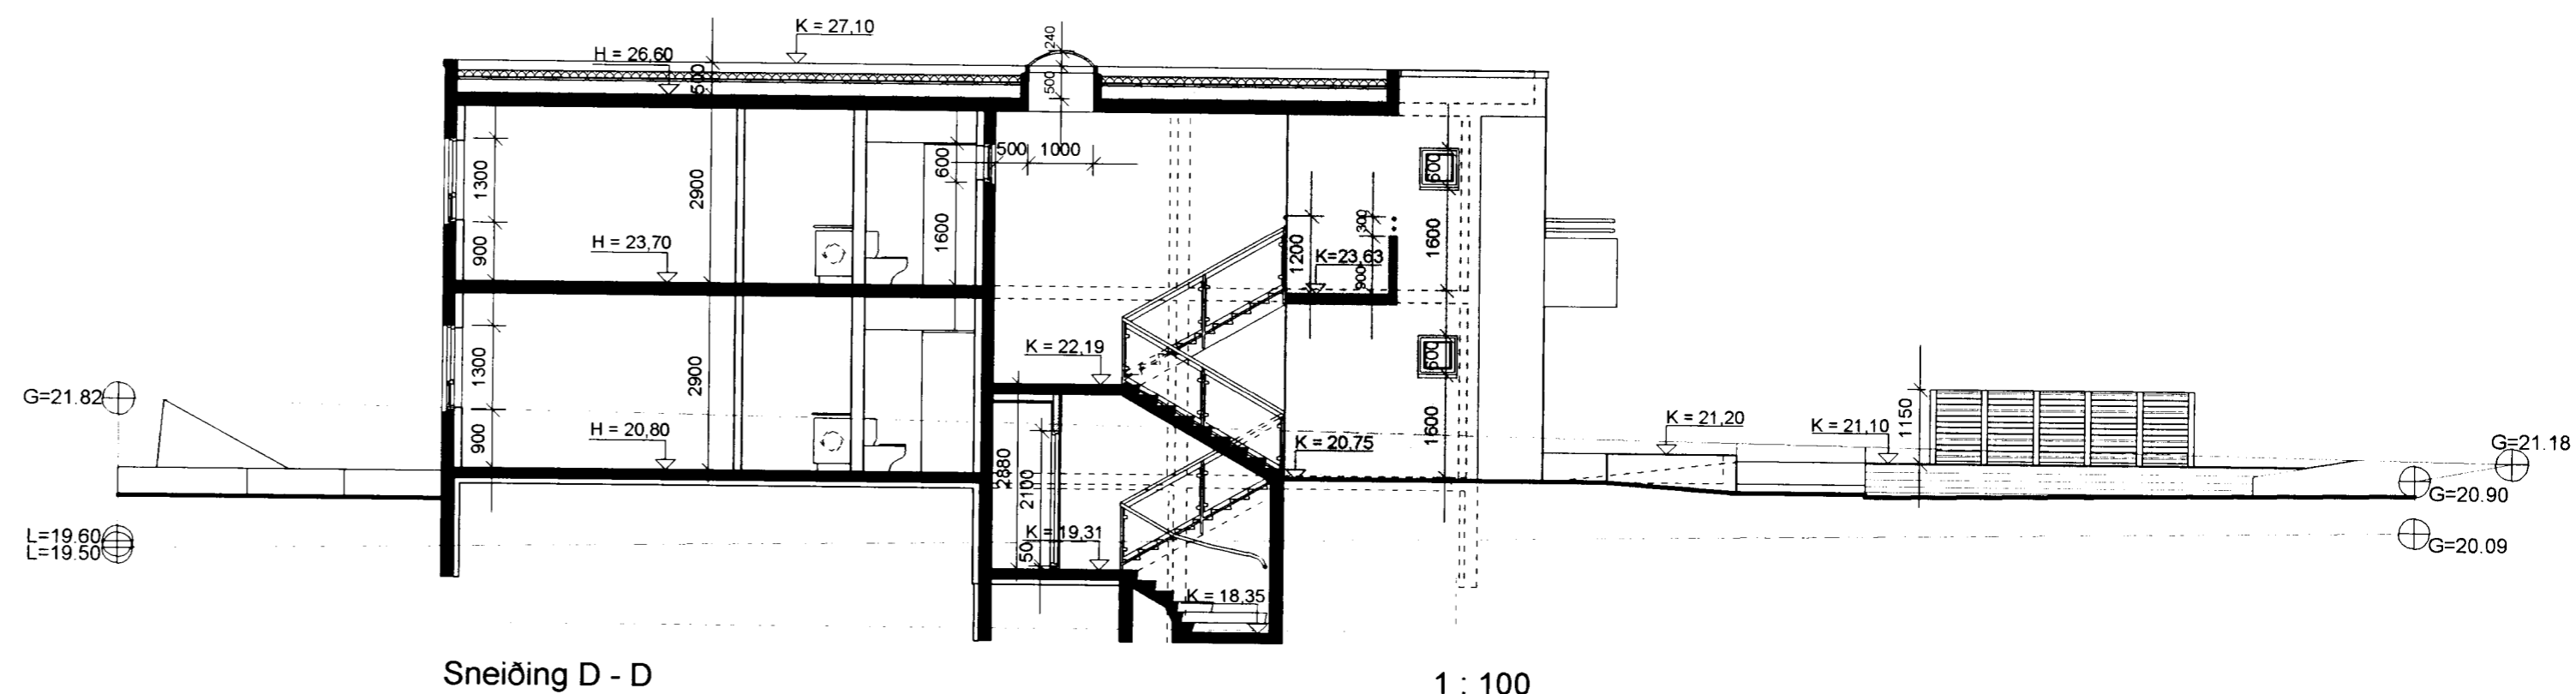 K = 27,10
H = 26,60
240
500
500
500
1000
600
1300
2900
900
1600
H = 23,70
600
1600
300
1200
K=23,63
900
K = 22,19
1300
2900
900
H = 20,80
600
1600
G=21.82
K = 20,75
K = 21,20
K = 21,10
1150
G=21.18
G=20.90
2880
2100
50
K = 19,31
L=19.60
L=19.50
G=20.09
K = 18,35
Sneiðing D - D
1 : 100